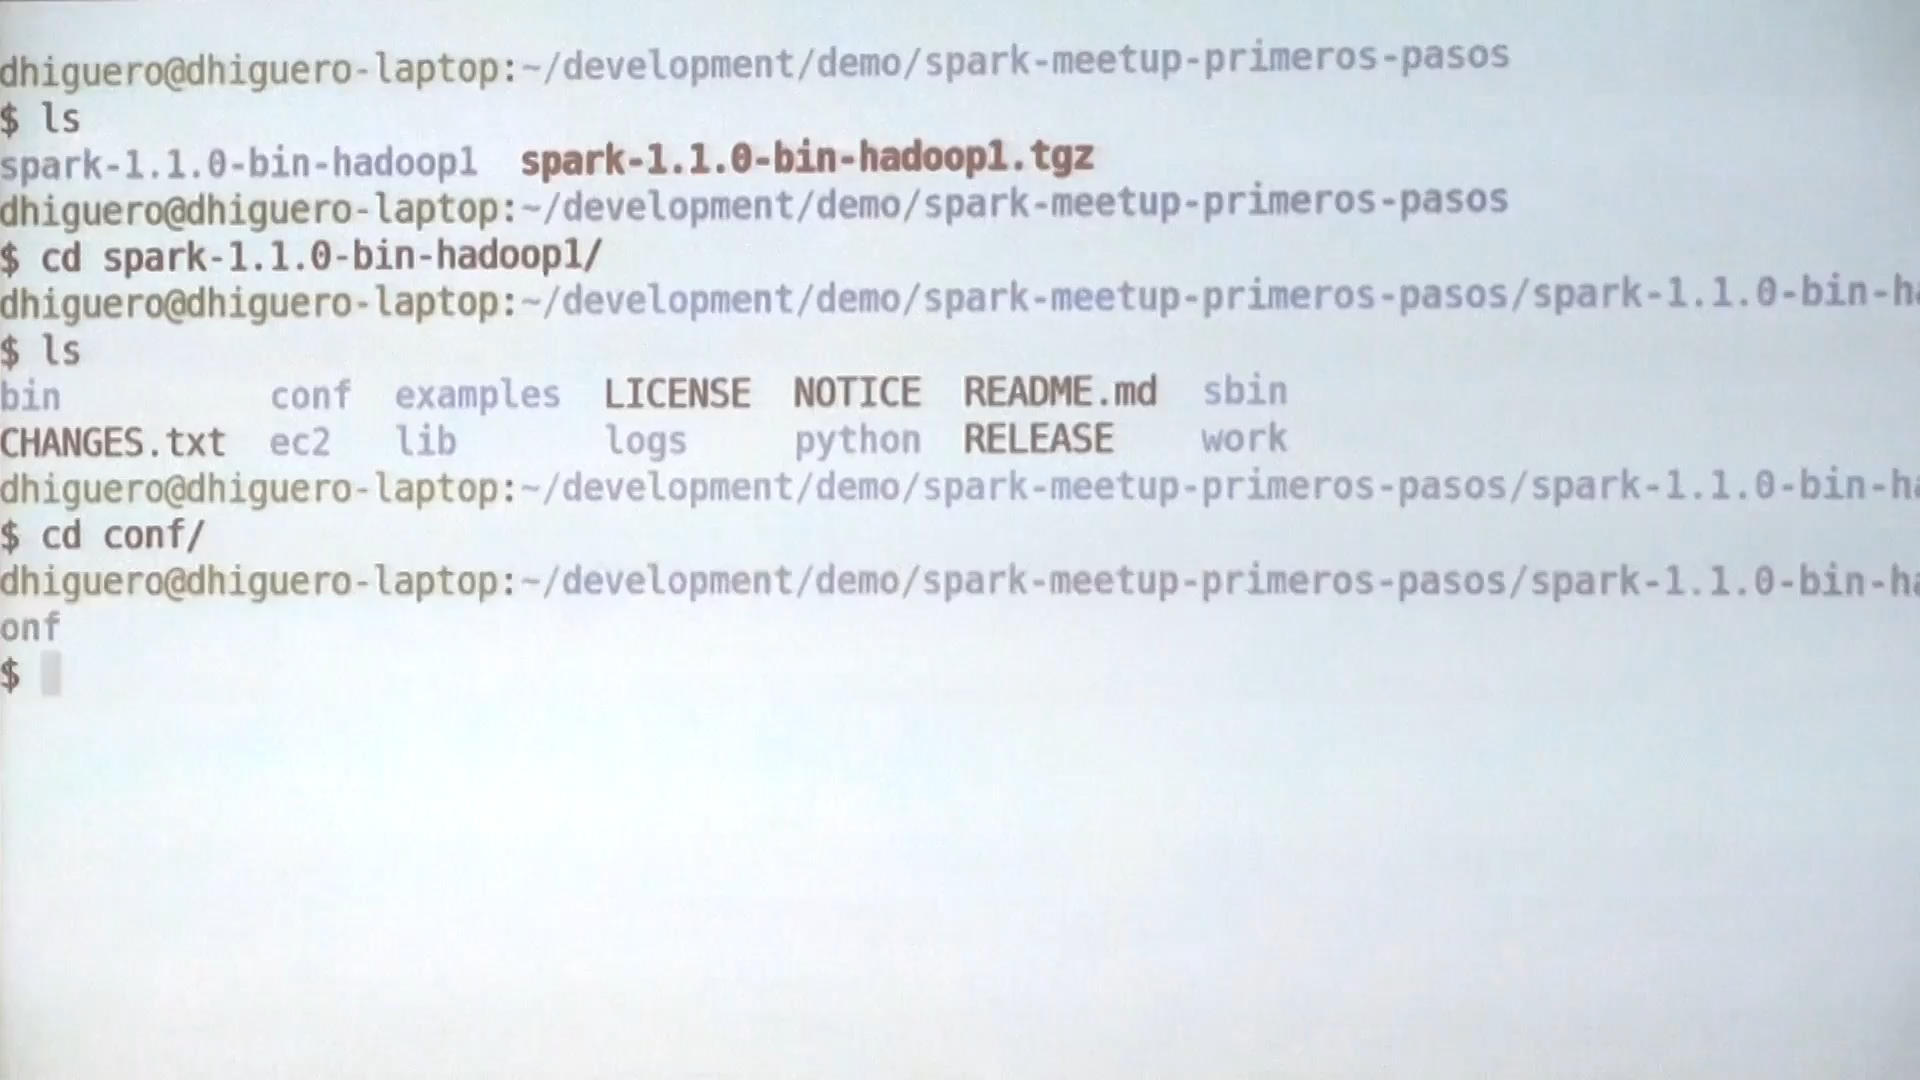 dhiguero@dhiguero-laptop:~/development/demo/spark-meetup-primeros-pasos
$ ls
spark-1.1.0-bin-hadoop1 spark-1.1.0-bin-hadoop1.tgz
dhiguero@dhiguero-laptop:~/development/demo/spark-meetup-primeros-pasos
$ cd spark-1.1.0-bin-hadoop1/
dhiguero@dhiguero-laptop:~/development/demo/spark-meetup-primeros-pasos/spark-1.1.0-bin-ha
$ ls
bin conf examples LICENSE NOTICE README.md sbin
CHANGES.txt ec2 lib logs python RELEASE work
dhiguero@dhiguero-laptop:~/development/demo/spark-meetup-primeros-pasos/spark-1.1.0-bin-ha
$ cd conf/
dhiguero@dhiguero-laptop:~/development/demo/spark-meetup-primeros-pasos/spark-1.1.0-bin-ha
onf
$